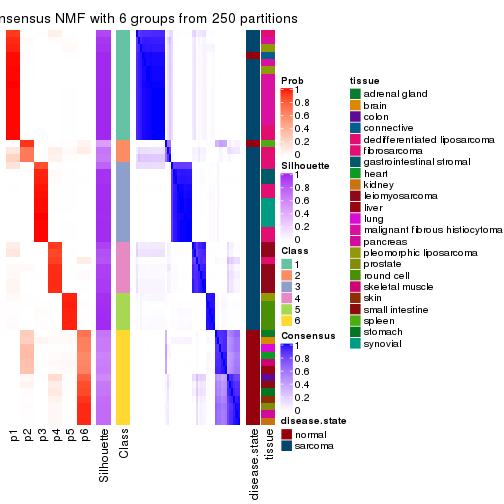 nsensus NMF with 6 groups from 250 partitions
p1
p2
p3
p4
p5
p6
Silhouette
Class
disease.state
tissue
Prob
1
0.8
0.6
0.4
0.2
0
Silhouette
1
0.8
0.6
0.4
0.2
0
Class
1
2
3
4
5
6
Consensus
1
0.8
0.6
0.4
0.2
0
disease.state
normal
sarcoma
tissue
adrenal gland
brain
colon
connective
dedifferentiated liposarcoma
fibrosarcoma
gastrointestinal stromal
heart
kidney
leiomyosarcoma
liver
lung
malignant fibrous histiocytoma
pancreas
pleomorphic liposarcoma
prostate
round cell
skeletal muscle
skin
small intestine
spleen
stomach
synovial